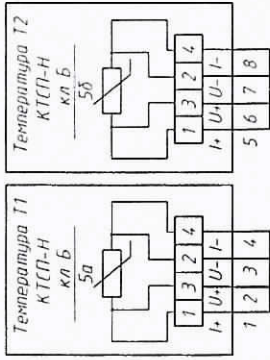 Температура Т2
КТСП-Н
кл Б
5б
1 3 2 4
I+ U+ U- I-
5 6 7 8
Температура Т1
КТСП-Н
кл Б
5а
1 3 2 4
I+ U+ U- I-
1 2 3 4